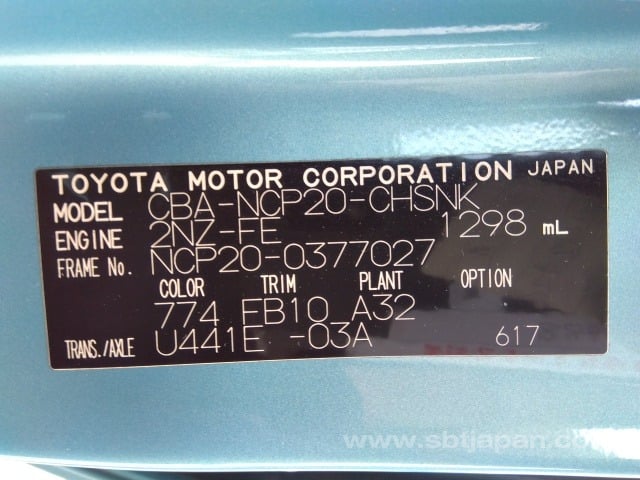 TOYOTA MOTOR CORPORATION JAPAN
MODEL CBA-NCP20-CHSNK
ENGINE 2NZ-FE 1298 mL
FRAME No. NCP20-0377027
COLOR TRIM PLANT OPTION
774 FB10 A32
TRANS./AXLE U441E -03A 617
www.sbtjapan.com